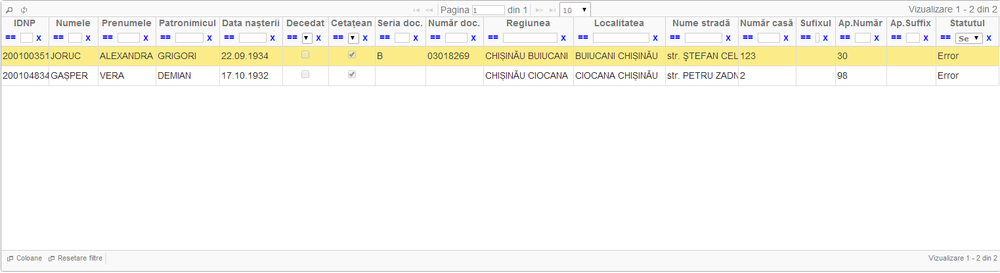 Pagina 1 din 1 10 Vizualizare 1 - 2 din 2
IDNP Numele Prenumele Patronimicul Data nașterii Decedat Cetațean Seria doc. Număr doc. Regiunea Localitatea Nume stradă Număr casă Sufixul Ap.Număr Ap.Suffix Statutul
== x == x == x == x == x == x == x == x == x == x == x == x == x == x == x == x == Se x
200100351 JORUC ALEXANDRA GRIGORI 22.09.1934 B 03018269 CHIȘINĂU BUIUCANI BUIUCANI CHIȘINĂU str. ŞTEFAN CEL 123 30 Error
200104834 GAȘPER VERA DEMIAN 17.10.1932 CHIȘINĂU CIOCANA CIOCANA CHIȘINĂU str. PETRU ZADN 2 98 Error
Coloane Resetare filtre Vizualizare 1 - 2 din 2